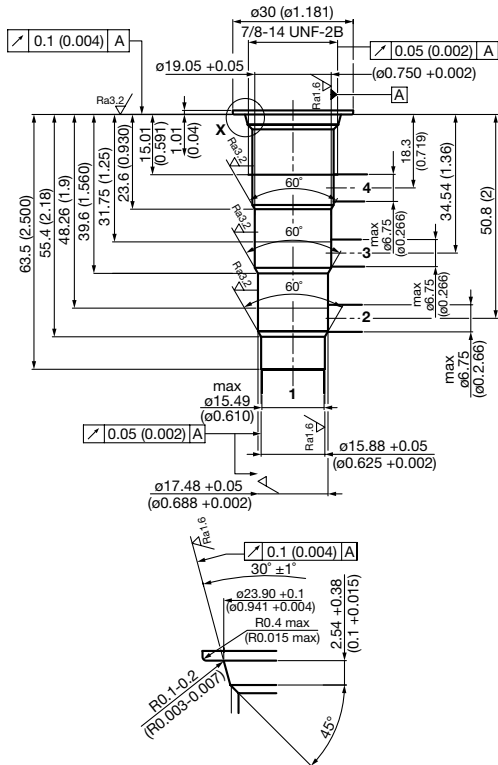 ø30 (ø1.181)
7/8-14 UNF-2B
0.1 (0.004) A
0.05 (0.002) A
ø19.05 +0.05
(ø0.750 +0.002)
Ra3.2
Ra1.6
A
X
63.5 (2.500)
55.4 (2.18)
48.26 (1.9)
39.6 (1.560)
31.75 (1.25)
23.6 (0.930)
15.01
(0.591)
1.01
(0.04)
Ra3.2
60°
4
18.3
(0.719)
34.54 (1.36)
50.8 (2)
max
ø6.75
(ø0.266)
Ra3.2
60°
3
max
ø6.75
(ø0.266)
Ra3.2
60°
2
max
ø6.75
(ø0.2.66)
1
max
ø15.49
(ø0.610)
0.05 (0.002) A
Ra1.6
ø15.88 +0.05
(ø0.625 +0.002)
ø17.48 +0.05
(ø0.688 +0.002)
Ra1.6
0.1 (0.004) A
30° ±1°
ø23.90 +0.1
(ø0.941 +0.004)
R0.4 max
(R0.015 max)
2.54 +0.38
(0.1 +0.015)
R0.1-0.2
(R0.003-0.007)
45°